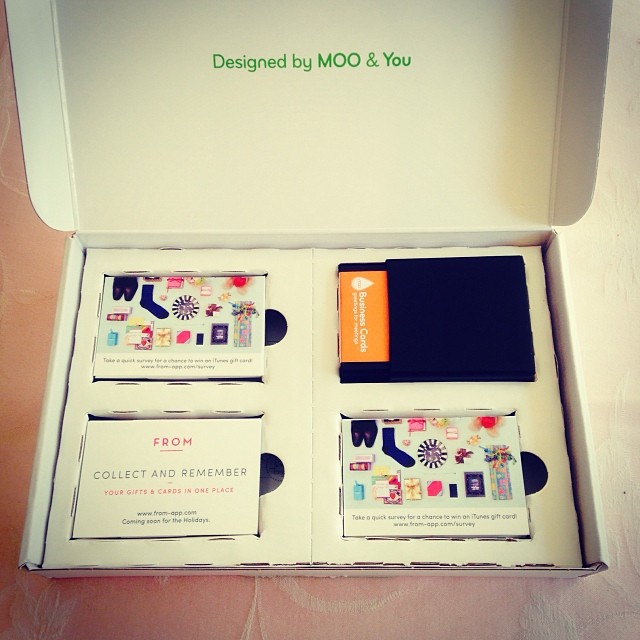 Designed by MOO & You
Take a quick survey for a chance to win an iTunes gift card!
www.from-app.com/survey
Business Cards
FROM
COLLECT AND REMEMBER
YOUR GIFTS & CARDS IN ONE PLACE
www.from-app.com
Coming soon for the Holidays.
Take a quick survey for a chance to win an iTunes gift card!
www.from-app.com/survey